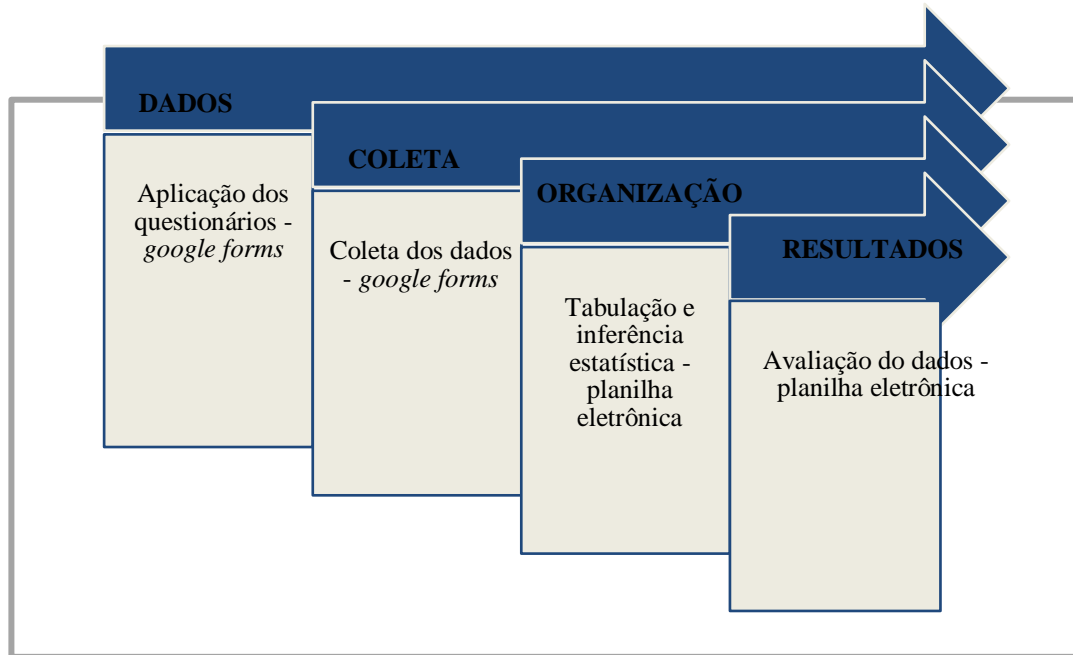 DADOS
Aplicação dos
questionários -
google forms
COLETA
Coleta dos dados
- google forms
ORGANIZAÇÃO
Tabulação e
inferência
estatística -
planilha
eletrônica
RESULTADOS
Avaliação do dados -
planilha eletrônica